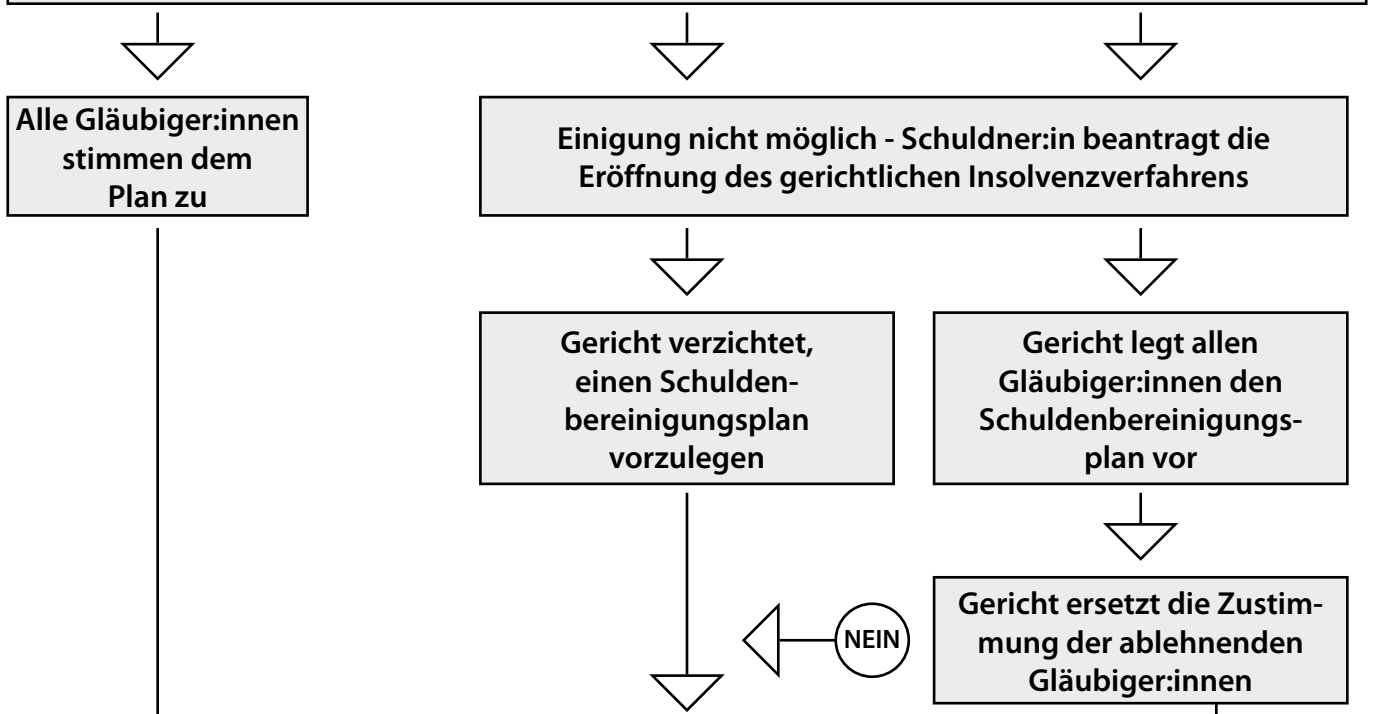 Alle Gläubiger:innen
stimmen dem
Plan zu
Einigung nicht möglich - Schuldner:in beantragt die
Eröffnung des gerichtlichen Insolvenzverfahrens
Gericht verzichtet,
einen Schulden-
bereinigungsplan
vorzulegen
Gericht legt allen
Gläubiger:innen den
Schuldenbereinigungs-
plan vor
NEIN
Gericht ersetzt die Zustim-
mung der ablehnenden
Gläubiger:innen